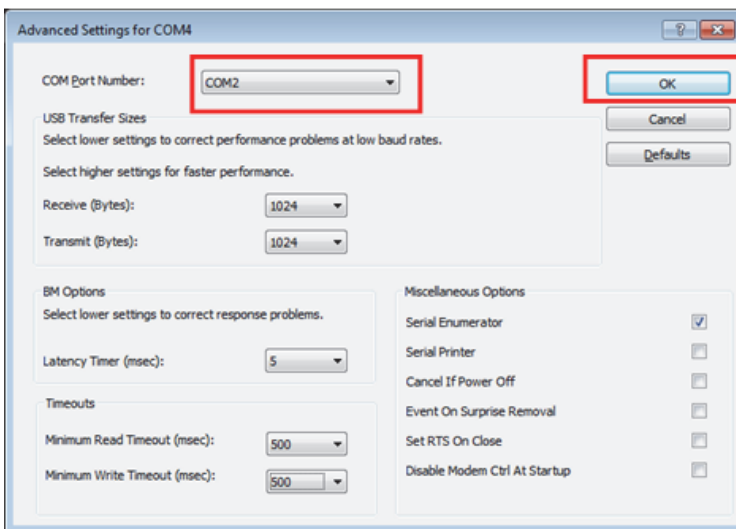 Advanced Settings for COM4
COM Port Number: COM2
OK
USB Transfer Sizes
Cancel
Select lower settings to correct performance problems at low baud rates.
Defaults
Select higher settings for faster performance.
Receive (Bytes): 1024
Transmit (Bytes): 1024
BM Options
Select lower settings to correct response problems.
Latency Timer (msec): 5
Timeouts
Minimum Read Timeout (msec): 500
Minimum Write Timeout (msec): 500
Miscellaneous Options
Serial Enumerator
Serial Printer
Cancel If Power Off
Event On Surprise Removal
Set RTS On Close
Disable Modem Ctrl At Startup